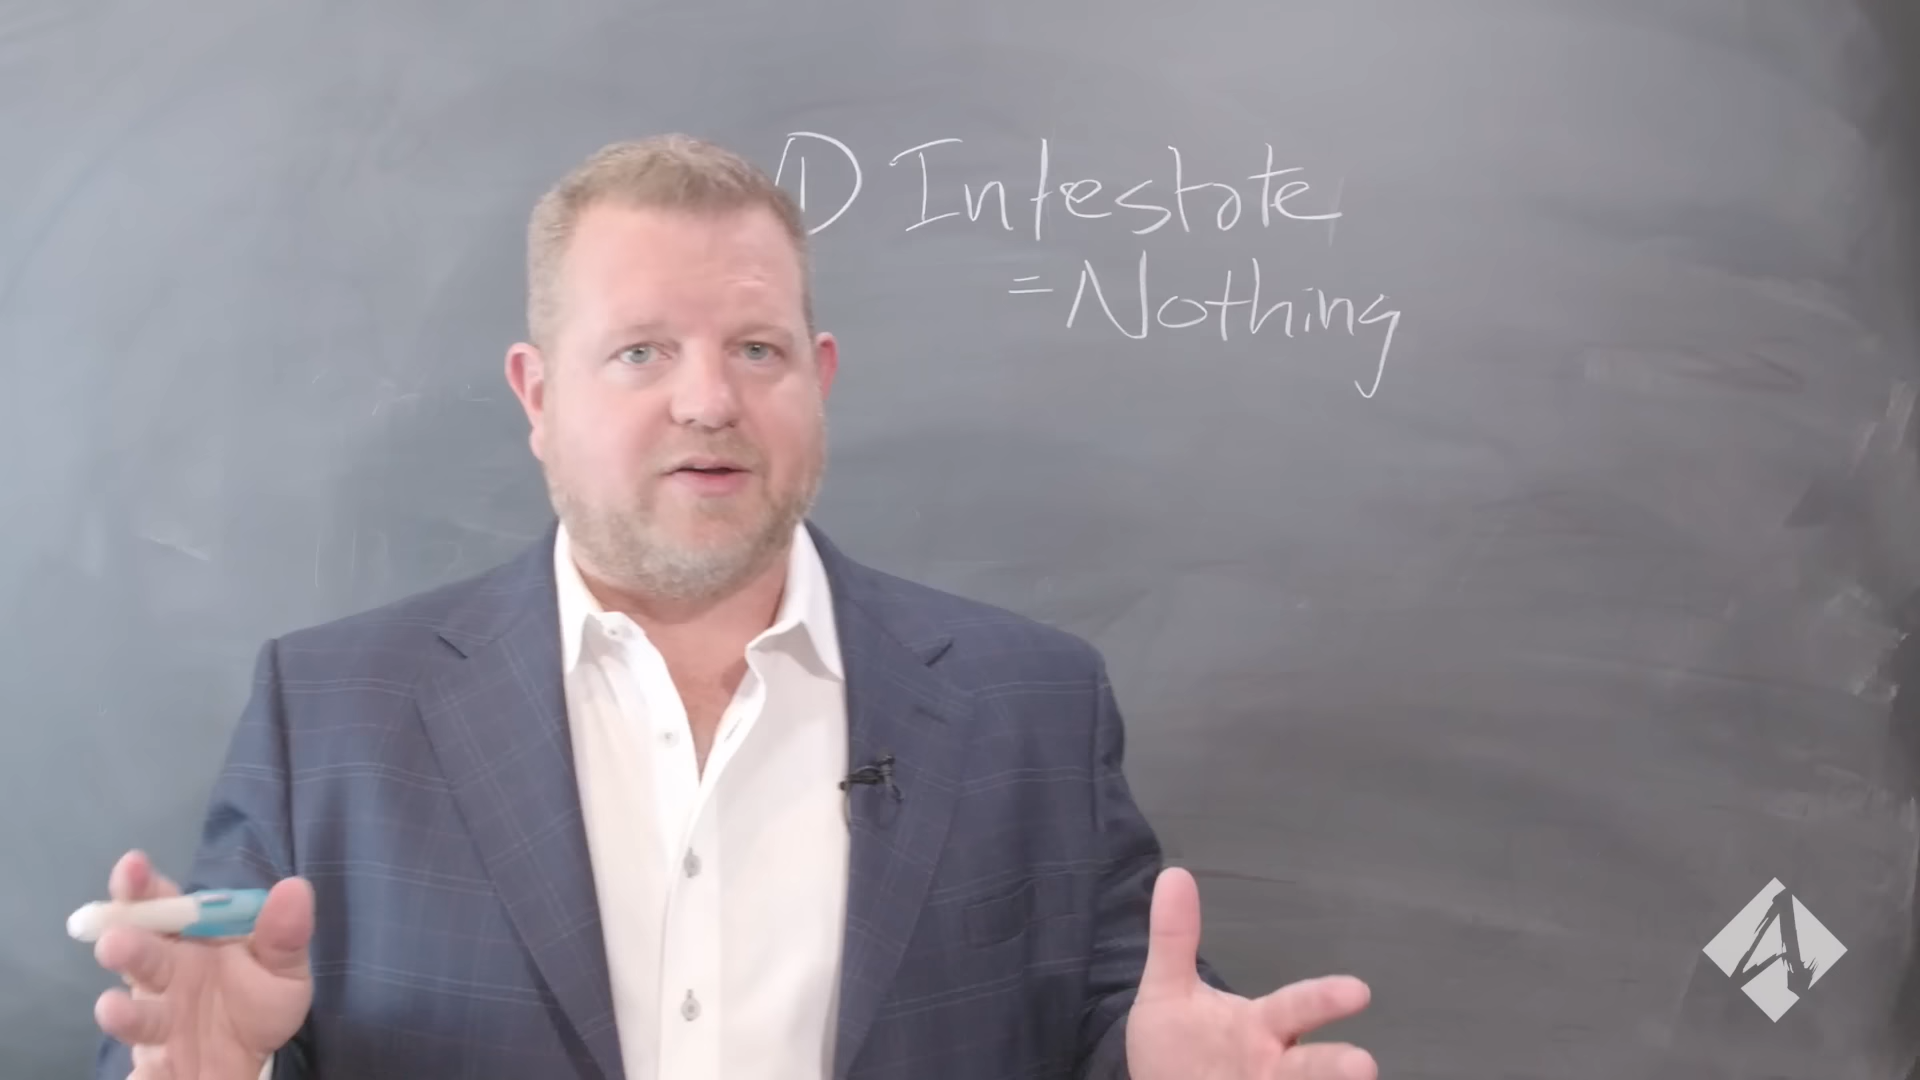 ① Intestate
= Nothing
A